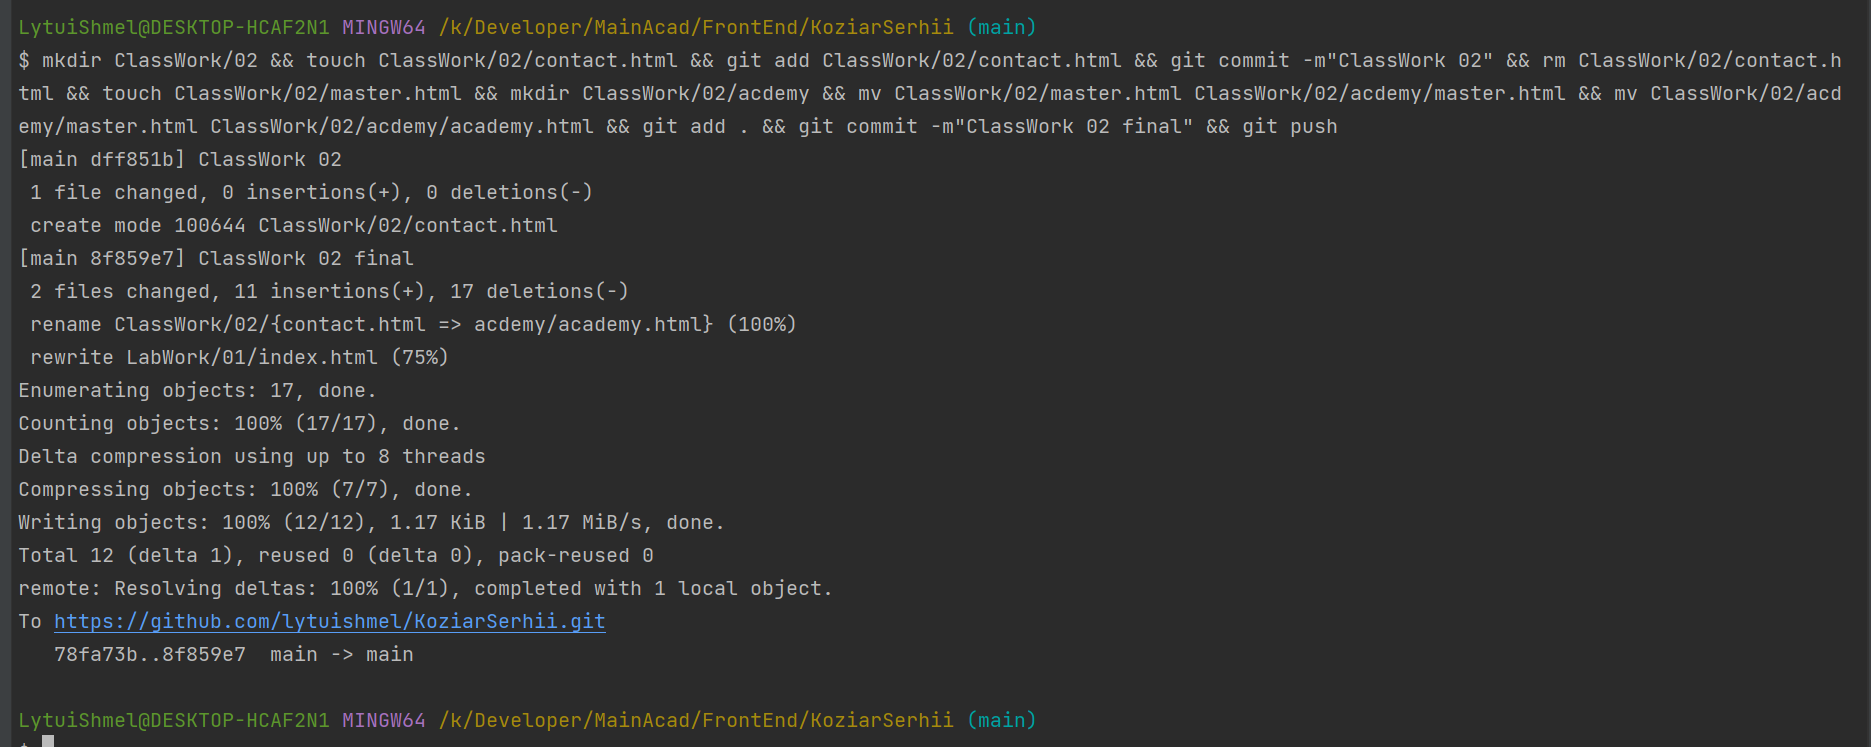 LytuiShmel@DESKTOP-HCAF2N1 MINGW64 /k/Developer/MainAcad/FrontEnd/KoziarSerhii (main)
$ mkdir ClassWork/02 && touch ClassWork/02/contact.html && git add ClassWork/02/contact.html && git commit -m"ClassWork 02" && rm ClassWork/02/contact.h
tml && touch ClassWork/02/master.html && mkdir ClassWork/02/acdemy && mv ClassWork/02/master.html ClassWork/02/acdemy/master.html && mv ClassWork/02/acd
emy/master.html ClassWork/02/acdemy/academy.html && git add . && git commit -m"ClassWork 02 final" && git push
[main dff851b] ClassWork 02
 1 file changed, 0 insertions(+), 0 deletions(-)
 create mode 100644 ClassWork/02/contact.html
[main 8f859e7] ClassWork 02 final
 2 files changed, 11 insertions(+), 17 deletions(-)
 rename ClassWork/02/{contact.html => acdemy/academy.html} (100%)
 rewrite LabWork/01/index.html (75%)
Enumerating objects: 17, done.
Counting objects: 100% (17/17), done.
Delta compression using up to 8 threads
Compressing objects: 100% (7/7), done.
Writing objects: 100% (12/12), 1.17 KiB | 1.17 MiB/s, done.
Total 12 (delta 1), reused 0 (delta 0), pack-reused 0
remote: Resolving deltas: 100% (1/1), completed with 1 local object.
To https://github.com/lytuishmel/KoziarSerhii.git
   78fa73b..8f859e7  main -> main
LytuiShmel@DESKTOP-HCAF2N1 MINGW64 /k/Developer/MainAcad/FrontEnd/KoziarSerhii (main)